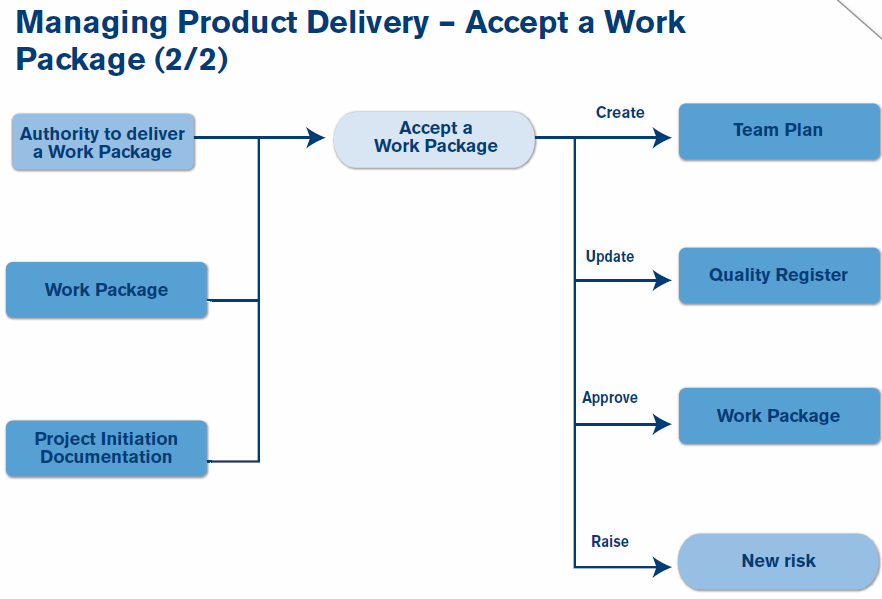 Managing Product Delivery – Accept a Work
Package (2/2)
Authority to deliver
a Work Package
Accept a
Work Package
Create
Team Plan
Work Package
Update
Quality Register
Project Initiation
Documentation
Approve
Work Package
Raise
New risk